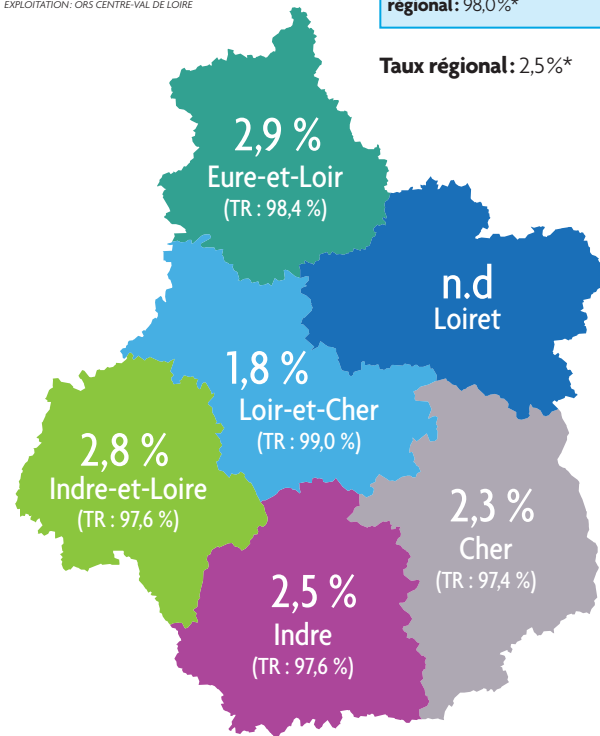 EXPLOITATION: ORS CENTRE-VAL DE LOIRE
régional: 98,0%*
Taux régional: 2,5%*
2,9 %
Eure-et-Loir
(TR : 98,4 %)
n.d
Loiret
1,8 %
Loir-et-Cher
(TR : 99,0 %)
2,8 %
Indre-et-Loire
(TR : 97,6 %)
2,3 %
Cher
(TR : 97,4 %)
2,5 %
Indre
(TR : 97,6 %)